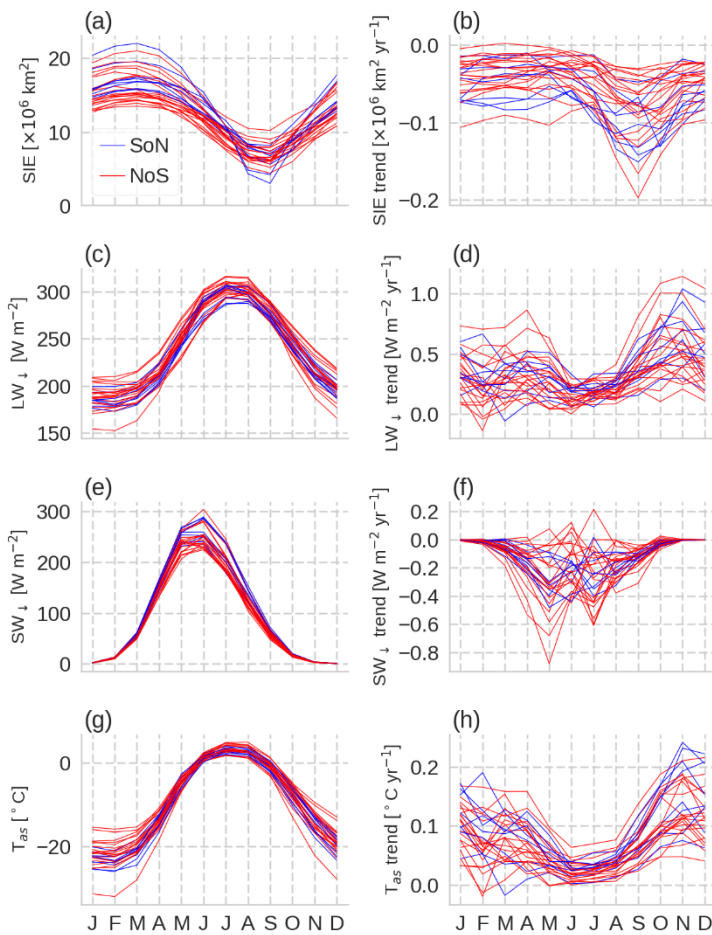 (a)
SIE [×10⁶ km²]
20
10
0
SoN
NoS
(b)
SIE trend [×10⁶ km² yr⁻¹]
0.0
−0.1
−0.2
(c)
LW↓ [W m⁻²]
300
250
200
150
(d)
LW↓ trend [W m⁻² yr⁻¹]
1.0
0.5
0.0
(e)
SW↓ [W m⁻²]
300
200
100
0
(f)
SW↓ trend [W m⁻² yr⁻¹]
0.2
0.0
−0.2
−0.4
−0.6
−0.8
(g)
Tas [°C]
0
−20
J F M A M J J A S O N D
(h)
Tas trend [°C yr⁻¹]
0.2
0.1
0.0
J F M A M J J A S O N D